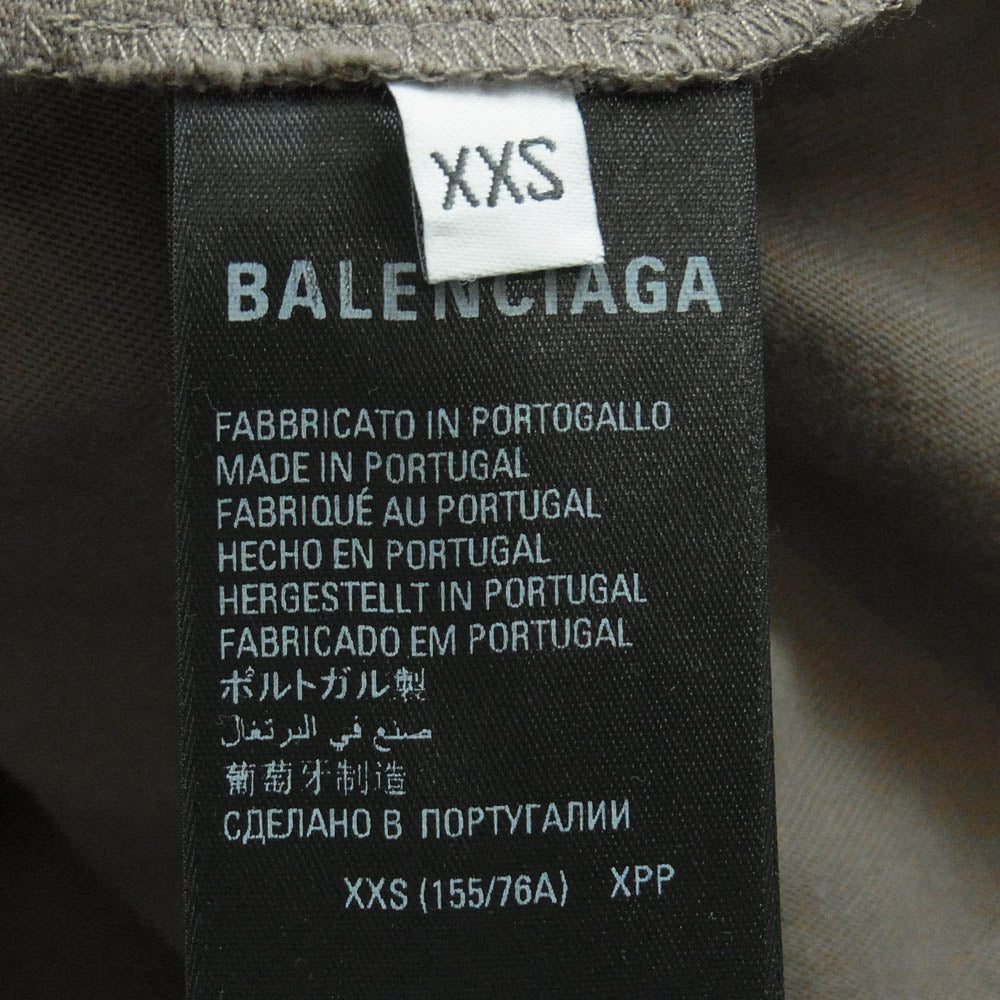 XXS
BALENCIAGA
FABBRICATO IN PORTOGALLO
MADE IN PORTUGAL
FABRIQUÉ AU PORTUGAL
HECHO EN PORTUGAL
HERGESTELLT IN PORTUGAL
FABRICADO EM PORTUGAL
ポルトガル製
صنع في البرتغال
葡萄牙制造
СДЕЛАНО В ПОРТУГАЛИИ
XXS (155/76A) XPP